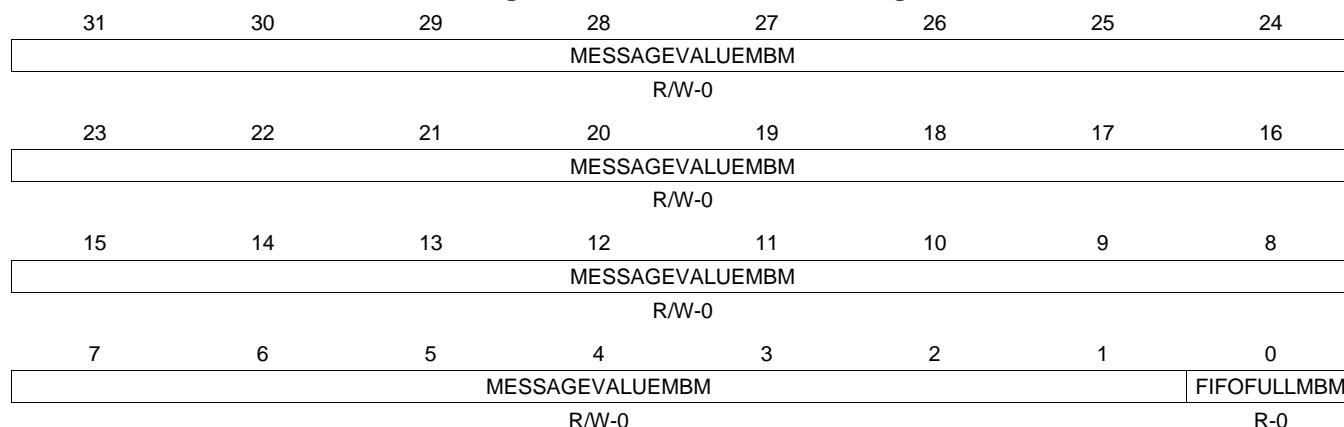 31 30 29 28 27 26 25 24
MESSAGEVALUEMBM
R/W-0
23 22 21 20 19 18 17 16
MESSAGEVALUEMBM
R/W-0
15 14 13 12 11 10 9 8
MESSAGEVALUEMBM
R/W-0
7 6 5 4 3 2 1 0
MESSAGEVALUEMBM FIFOFULLMBM
R/W-0 R-0